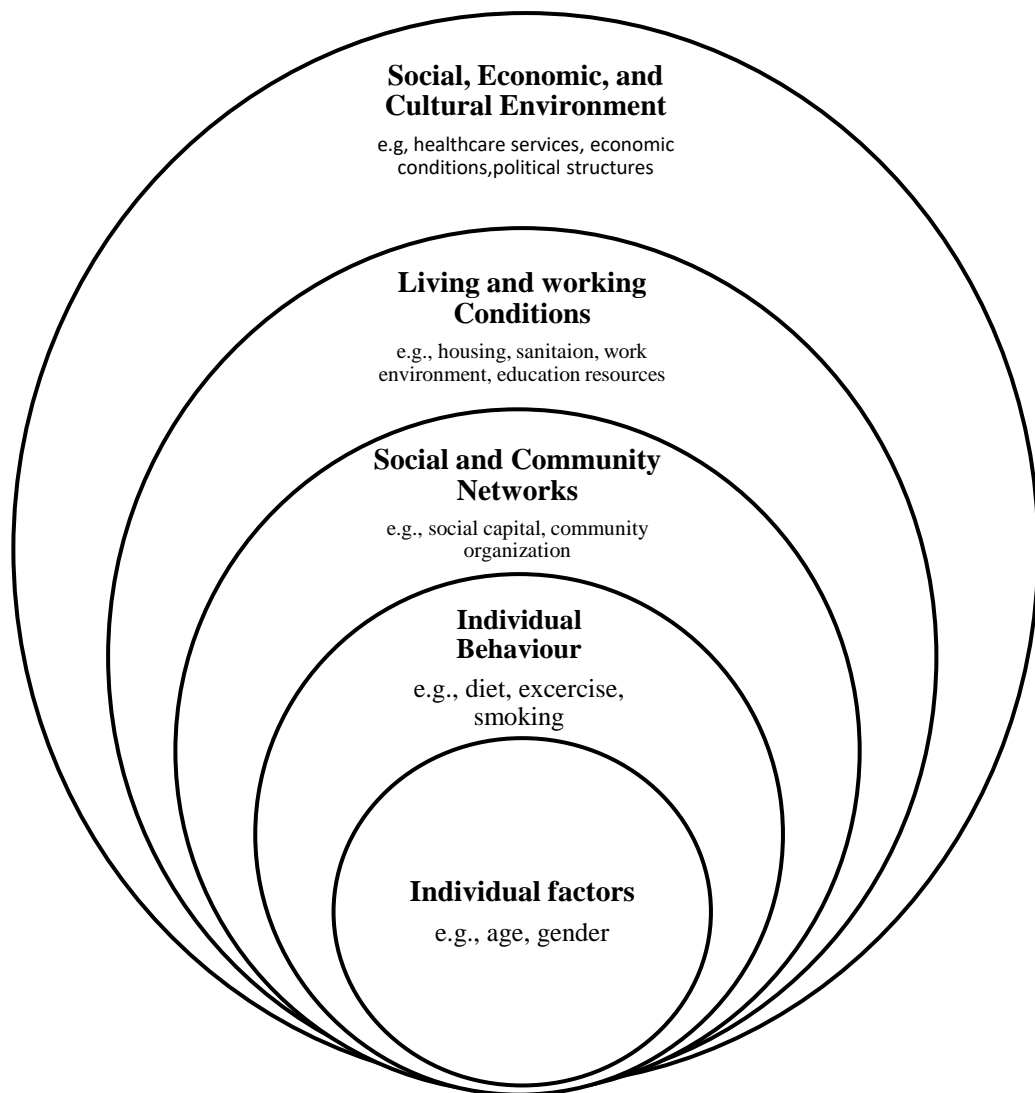 Social, Economic, and
Cultural Environment
e.g, healthcare services, economic
conditions,political structures
Living and working
Conditions
e.g., housing, sanitaion, work
environment, education resources
Social and Community
Networks
e.g., social capital, community
organization
Individual
Behaviour
e.g., diet, excercise,
smoking
Individual factors
e.g., age, gender